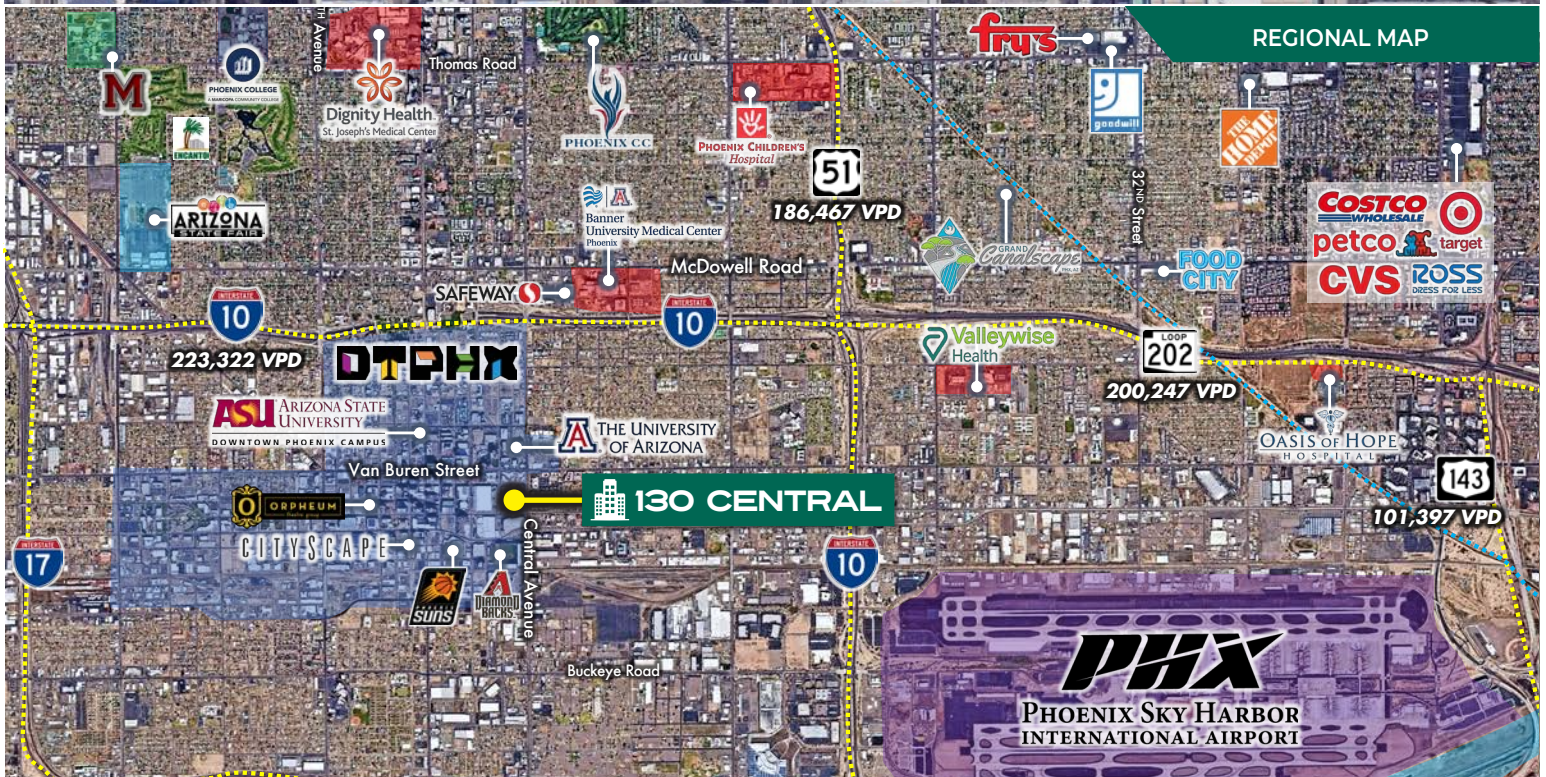 REGIONAL MAP
TH Avenue
Thomas Road
M
PHOENIX COLLEGE
A MARICOPA COMMUNITY COLLEGE
ENCANTO
Dignity Health
St. Joseph's Medical Center
PHOENIX CC
PHOENIX CHILDREN'S
Hospital
51
186,467 VPD
fry's
goodwill
THE
HOME
DEPOT
32ND Street
COSTCO
WHOLESALE
target
petco
CVS
ROSS
DRESS FOR LESS
ARIZONA
STATE FAIR
A
Banner
University Medical Center
Phoenix
McDowell Road
SAFEWAY
GRAND
Canalscape
PHX, AZ
FOOD
CITY
INTERSTATE
10
223,322 VPD
INTERSTATE
10
DTPHX
Valleywise
Health
LOOP
202
200,247 VPD
ASU ARIZONA STATE
UNIVERSITY
DOWNTOWN PHOENIX CAMPUS
A THE UNIVERSITY
OF ARIZONA
OASIS OF HOPE
HOSPITAL
Van Buren Street
143
101,397 VPD
O ORPHEUM
130 CENTRAL
CITYSCAPE
Central Avenue
INTERSTATE
17
INTERSTATE
10
PHOENIX
SUNS
A
DIAMOND
BACKS
Buckeye Road
PHX
PHOENIX SKY HARBOR
INTERNATIONAL AIRPORT